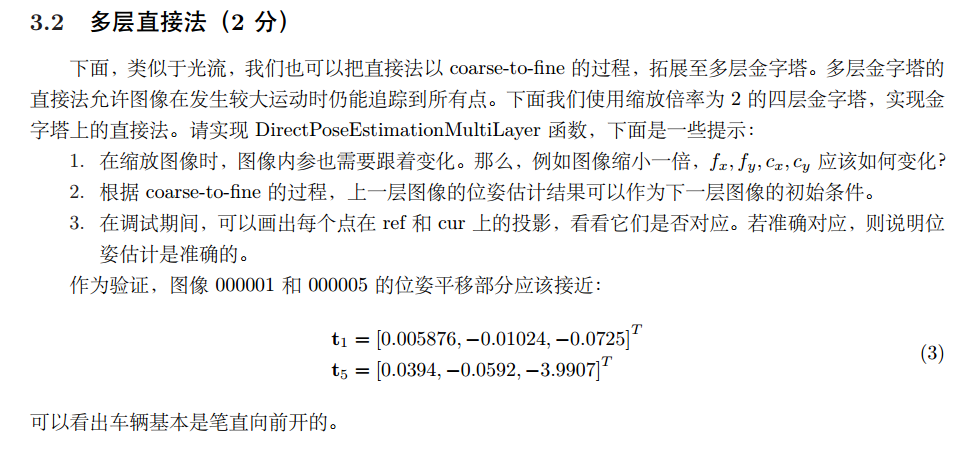 3.2 多层直接法（2 分）
下面，类似于光流，我们也可以把直接法以 coarse-to-fine 的过程，拓展至多层金字塔。多层金字塔的
直接法允许图像在发生较大运动时仍能追踪到所有点。下面我们使用缩放倍率为 2 的四层金字塔，实现金
字塔上的直接法。请实现 DirectPoseEstimationMultiLayer 函数，下面是一些提示：
1. 在缩放图像时，图像内参也需要跟着变化。那么，例如图像缩小一倍，fx, fy, cx, cy 应该如何变化？
2. 根据 coarse-to-fine 的过程，上一层图像的位姿估计结果可以作为下一层图像的初始条件。
3. 在调试期间，可以画出每个点在 ref 和 cur 上的投影，看看它们是否对应。若准确对应，则说明位
姿估计是准确的。
作为验证，图像 000001 和 000005 的位姿平移部分应该接近：
t1 = [0.005876, −0.01024, −0.0725]^T
t5 = [0.0394, −0.0592, −3.9907]^T
(3)
可以看出车辆基本是笔直向前开的。